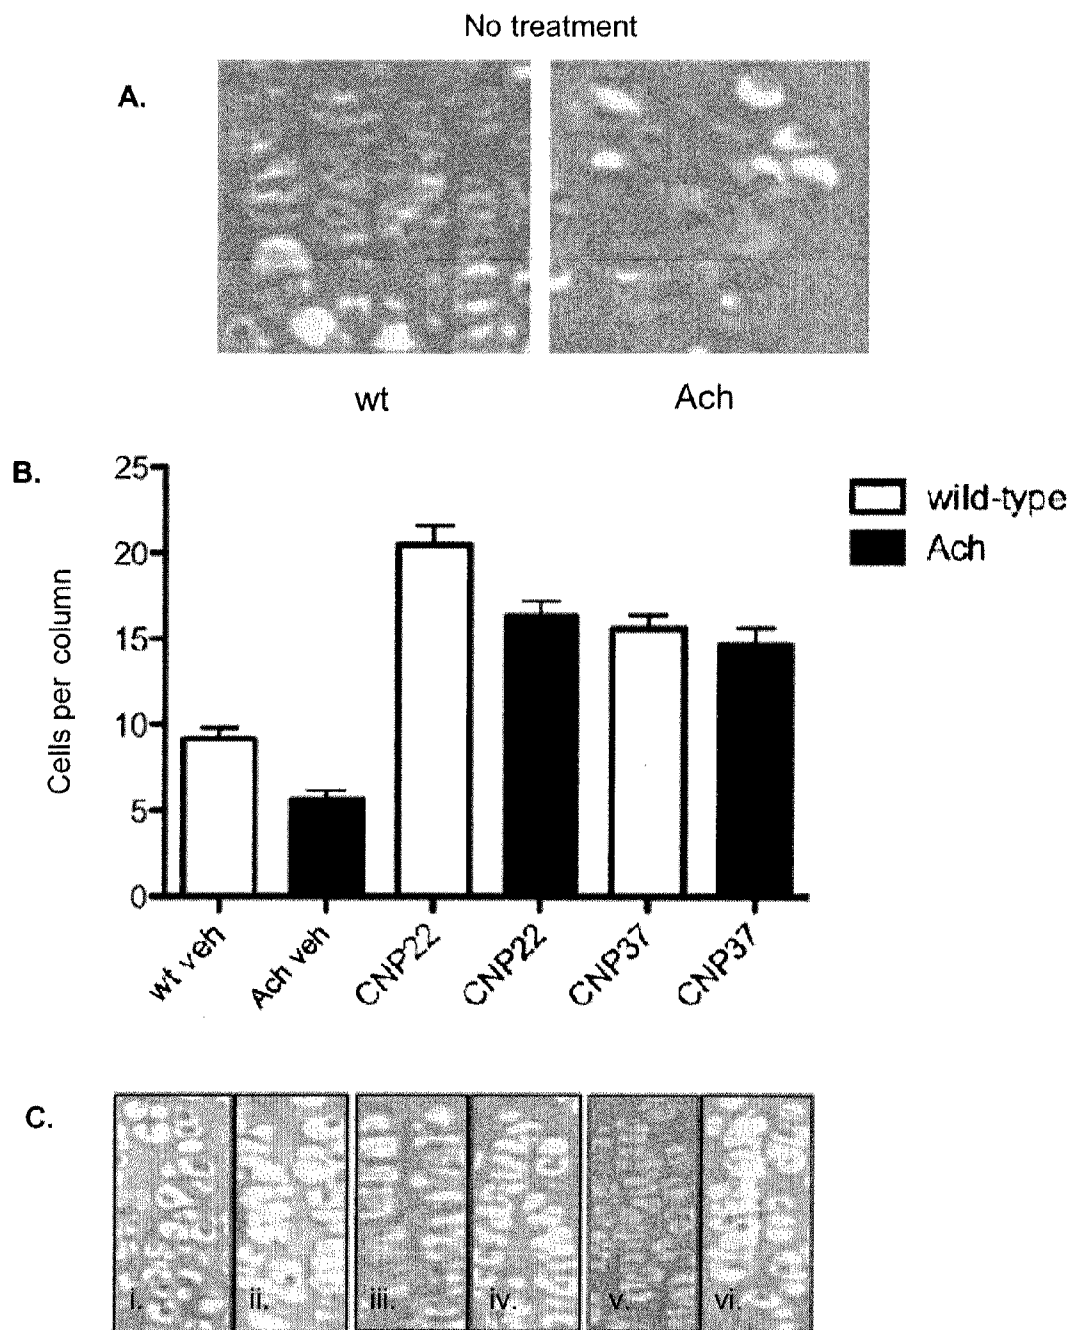 No treatment
A.
wt
Ach
B.
25
20
15
10
5
0
Cells per column
wild-type
Ach
wt veh
Ach veh
CNP22
CNP22
CNP37
CNP37
C.
i.
ii.
iii.
iv.
v.
vi.